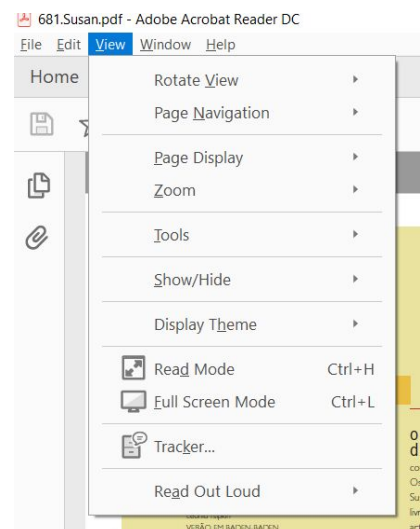 681.Susan.pdf - Adobe Acrobat Reader DC
File Edit View Window Help
Home
Rotate View
Page Navigation
Page Display
Zoom
Tools
Show/Hide
Display Theme
Read Mode Ctrl+H
Full Screen Mode Ctrl+L
Tracker...
Read Out Loud
VERÃO EM BADEN-BADEN